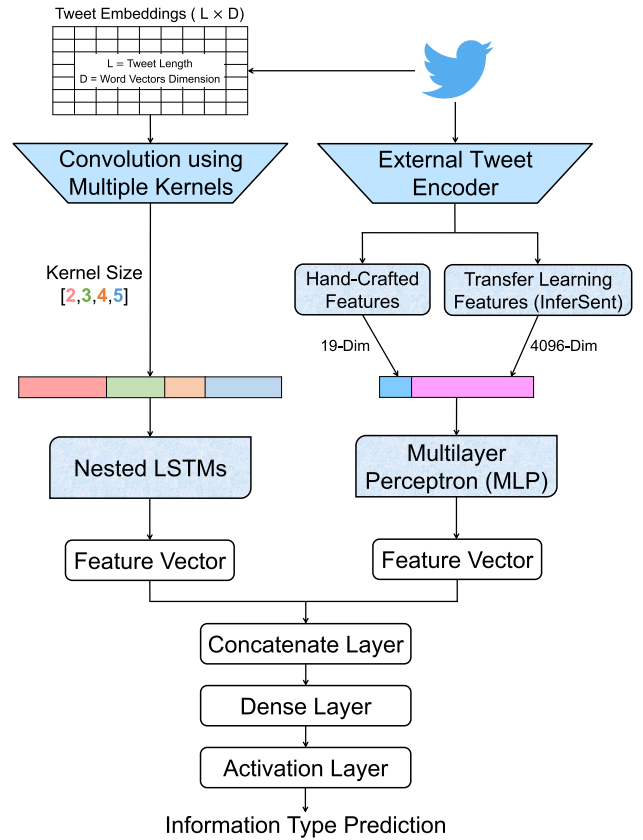 Tweet Embeddings ( L × D)
L = Tweet Length
D = Word Vectors Dimension
Convolution using
Multiple Kernels
External Tweet
Encoder
Kernel Size
[2,3,4,5]
Hand-Crafted
Features
Transfer Learning
Features (InferSent)
19-Dim
4096-Dim
Nested LSTMs
Multilayer
Perceptron (MLP)
Feature Vector
Feature Vector
Concatenate Layer
Dense Layer
Activation Layer
Information Type Prediction